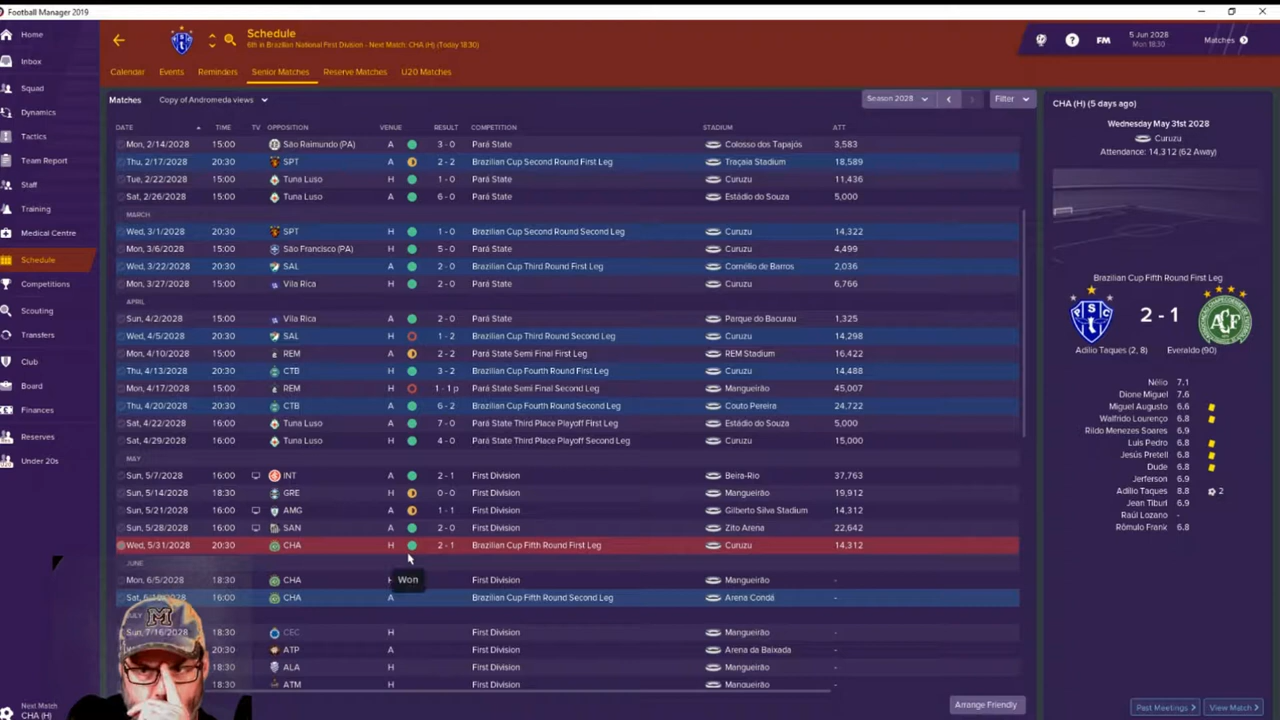 Football Manager 2019
Home
Inbox
Squad
Dynamics
Tactics
Team Report
Staff
Training
Medical Centre
Schedule
Competitions
Scouting
Transfers
Club
Board
Finances
Reserves
Under 20s
Next Match
CHA (H)
Schedule
6th in Brazilian National First Division - Next Match: CHA (H) (Today 18:30)
5 Jun 2028
Mon 18:30
FM
Matches
Calendar Events Reminders Senior Matches Reserve Matches U20 Matches
Matches Copy of Andromeda views
Season 2028 Filter
DATE TIME TV OPPOSITION VENUE RESULT COMPETITION STADIUM ATT
Mon, 2/14/2028 15:00 São Raimundo (PA) A 3 - 0 Pará State Colosso dos Tapajós 3,583
Thu, 2/17/2028 20:30 SPT A 2 - 2 Brazilian Cup Second Round First Leg Traçaia Stadium 18,589
Tue, 2/22/2028 15:00 Tuna Luso H 1 - 0 Pará State Curuzu 11,436
Sat, 2/26/2028 15:00 Tuna Luso A 6 - 0 Pará State Estádio do Souza 5,000
MARCH
Wed, 3/1/2028 20:30 SPT H 1 - 0 Brazilian Cup Second Round Second Leg Curuzu 14,322
Mon, 3/6/2028 15:00 São Francisco (PA) H 5 - 0 Pará State Curuzu 4,499
Wed, 3/22/2028 20:30 SAL A 2 - 0 Brazilian Cup Third Round First Leg Cornélio de Barros 2,036
Mon, 3/27/2028 15:00 Vila Rica H 2 - 0 Pará State Curuzu 6,766
APRIL
Sun, 4/2/2028 15:00 Vila Rica A 2 - 0 Pará State Parque do Bacurau 1,325
Wed, 4/5/2028 20:30 SAL H 1 - 2 Brazilian Cup Third Round Second Leg Curuzu 14,298
Mon, 4/10/2028 15:00 REM A 2 - 2 Pará State Semi Final First Leg REM Stadium 16,422
Thu, 4/13/2028 20:30 CTB H 3 - 2 Brazilian Cup Fourth Round First Leg Curuzu 14,488
Mon, 4/17/2028 15:00 REM H 1 - 1 p Pará State Semi Final Second Leg Mangueirão 45,007
Thu, 4/20/2028 20:30 CTB A 6 - 2 Brazilian Cup Fourth Round Second Leg Couto Pereira 24,722
Sat, 4/22/2028 16:00 Tuna Luso A 7 - 0 Pará State Third Place Playoff First Leg Estádio do Souza 5,000
Sat, 4/29/2028 16:00 Tuna Luso H 4 - 0 Pará State Third Place Playoff Second Leg Curuzu 15,000
MAY
Sun, 5/7/2028 16:00 INT A 2 - 1 First Division Beira-Rio 37,763
Sun, 5/14/2028 18:30 GRE H 0 - 0 First Division Mangueirão 19,912
Sun, 5/21/2028 16:00 AMG A 1 - 1 First Division Gilberto Silva Stadium 14,312
Sun, 5/28/2028 16:00 SAN A 2 - 0 First Division Zito Arena 22,642
Wed, 5/31/2028 20:30 CHA H 2 - 1 Brazilian Cup Fifth Round First Leg Curuzu 14,312
JUNE
Mon, 6/5/2028 18:30 CHA H First Division Mangueirão -
Won
Sat, 16:00 CHA A Brazilian Cup Fifth Round Second Leg Arena Condá -
Sun, 7/16/2028 18:30 CEC H First Division Mangueirão -
20:30 ATP A First Division Arena da Baixada -
18:30 ALA H First Division Mangueirão -
18:30 ATM H First Division Mangueirão -
Arrange Friendly
CHA (H) (5 days ago)
Wednesday May 31st 2028
Curuzu
Attendance: 14,312 (62 Away)
Brazilian Cup Fifth Round First Leg
2 - 1
Adílio Taques (2, 8) Everaldo (90)
Nélio 7.1
Dione Miguel 7.6
Miguel Augusto 6.6
Walfrido Lourenço 6.8
Rildo Menezes Soares 6.9
Luis Pedro 6.8
Jesús Pretell 6.8
Dude 6.8
Jerferson 6.9
Adílio Taques 8.8 2
Jean Tiburi 6.9
Raúl Lozano -
Rômulo Frank 6.8
Past Meetings View Match